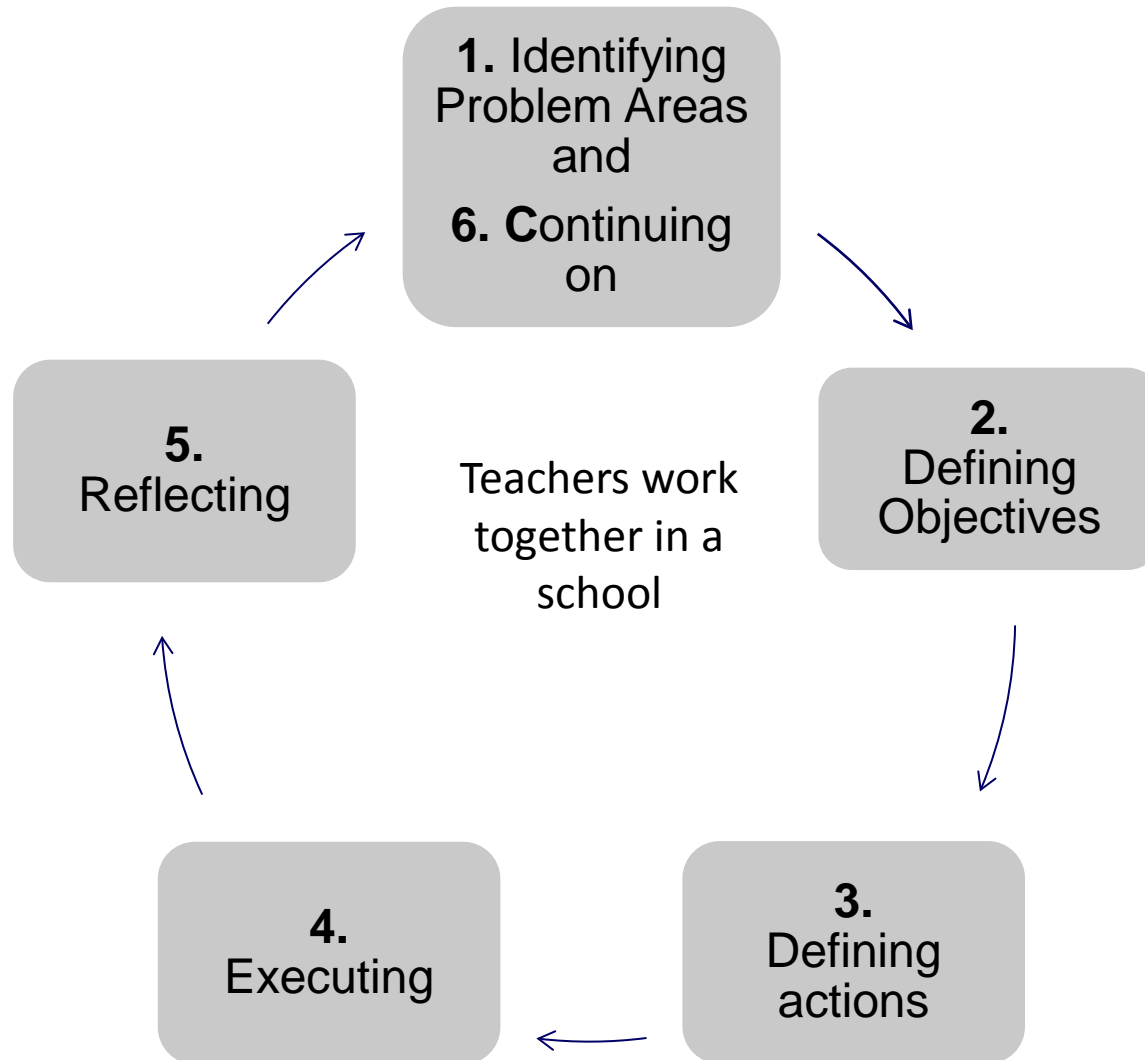 1. Identifying
Problem Areas
and
6. Continuing
on
2.
Defining
Objectives
3.
Defining
actions
4.
Executing
5.
Reflecting
Teachers work
together in a
school